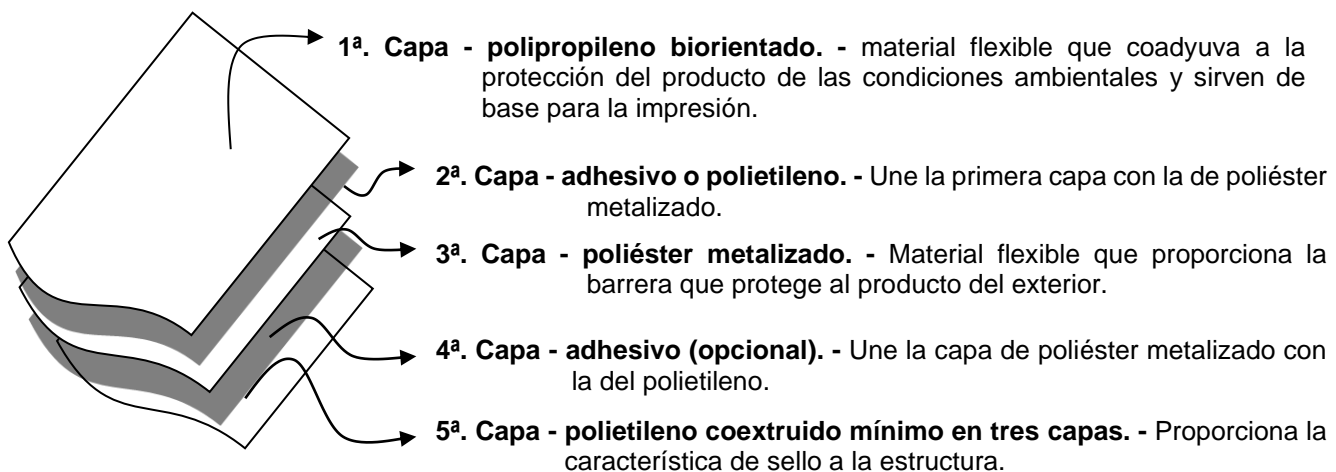 1ª. Capa - polipropileno biorientado. - material flexible que coadyuva a la
protección del producto de las condiciones ambientales y sirven de
base para la impresión.
2ª. Capa - adhesivo o polietileno. - Une la primera capa con la de poliéster
metalizado.
3ª. Capa - poliéster metalizado. - Material flexible que proporciona la
barrera que protege al producto del exterior.
4ª. Capa - adhesivo (opcional). - Une la capa de poliéster metalizado con
la del polietileno.
5ª. Capa - polietileno coextruido mínimo en tres capas. - Proporciona la
característica de sello a la estructura.